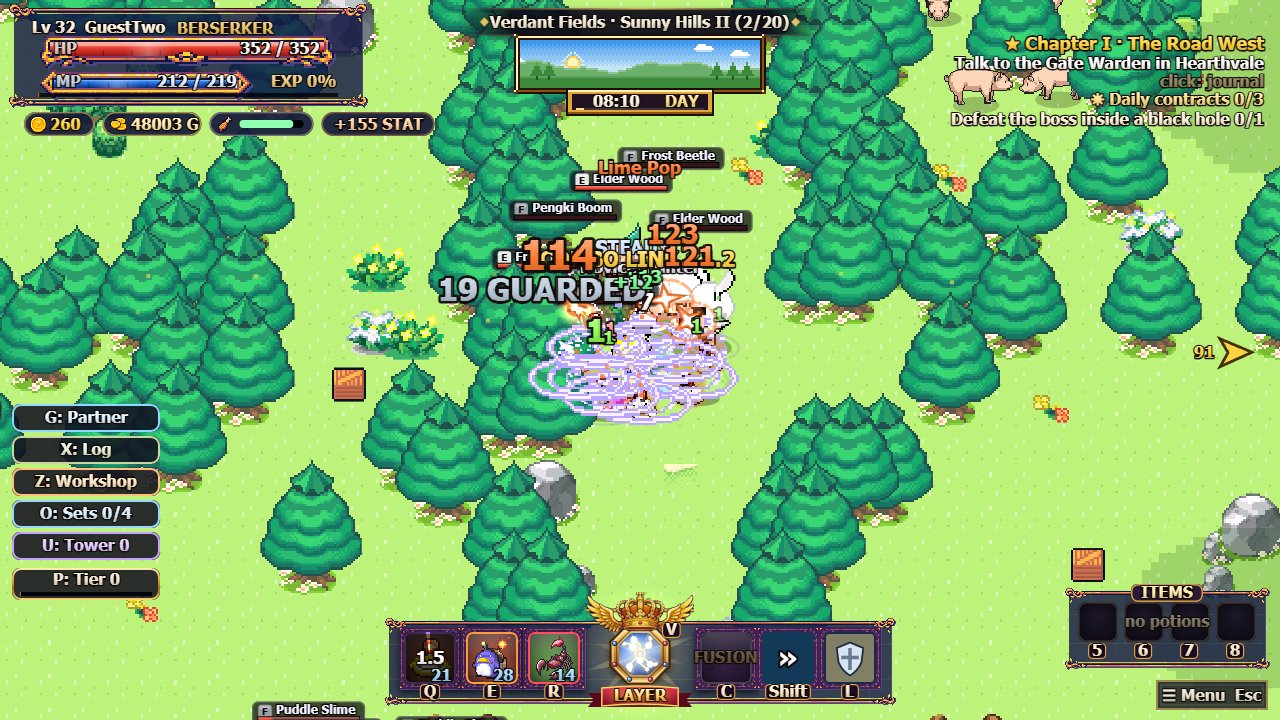 Lv 32 GuestTwo BERSERKER
HP 352 / 352
MP 212 / 219 EXP 0%
260
48003 G
+155 STAT
Verdant Fields · Sunny Hills II (2/20)
08:10 DAY
★ Chapter I · The Road West
Talk to the Gate Warden in Hearthvale
click: journal
Daily contracts 0/3
Defeat the boss inside a black hole 0/1
F Frost Beetle
Lime Pop
E Elder Wood
F Pengki Boom
F Elder Wood
123
114
121
+123
19 GUARDED
1
1
1
91
G: Partner
X: Log
Z: Workshop
O: Sets 0/4
U: Tower 0
P: Tier 0
1.5
21
28
14
V
FUSION
»
Q
E
R
LAYER
C
Shift
L
ITEMS
no potions
5
6
7
8
Menu Esc
F Puddle Slime